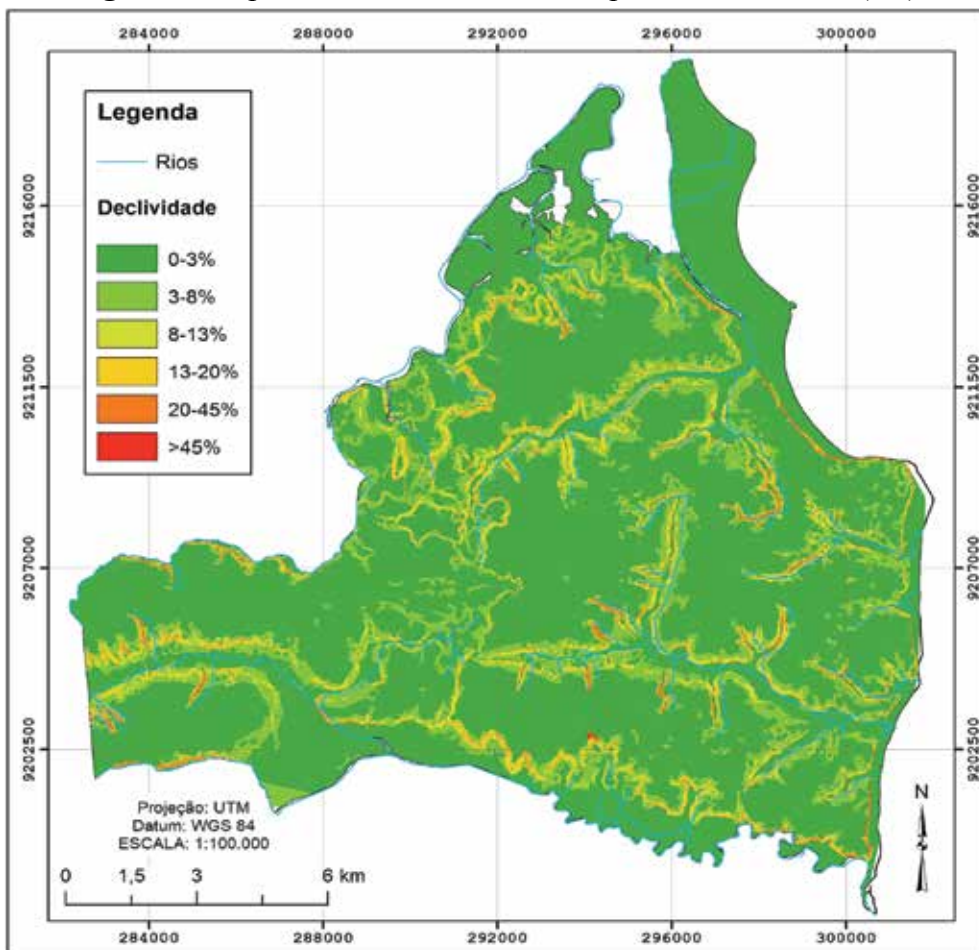 284000 288000 292000 296000 300000
Legenda
Rios
Declividade
0-3%
3-8%
8-13%
13-20%
20-45%
>45%
9216000 9216000
9211500 9211500
9207000 9207000
9202500 9202500
Projeção: UTM
Datum: WGS 84
ESCALA: 1:100.000
0 1,5 3 6 km
N
284000 288000 292000 296000 300000